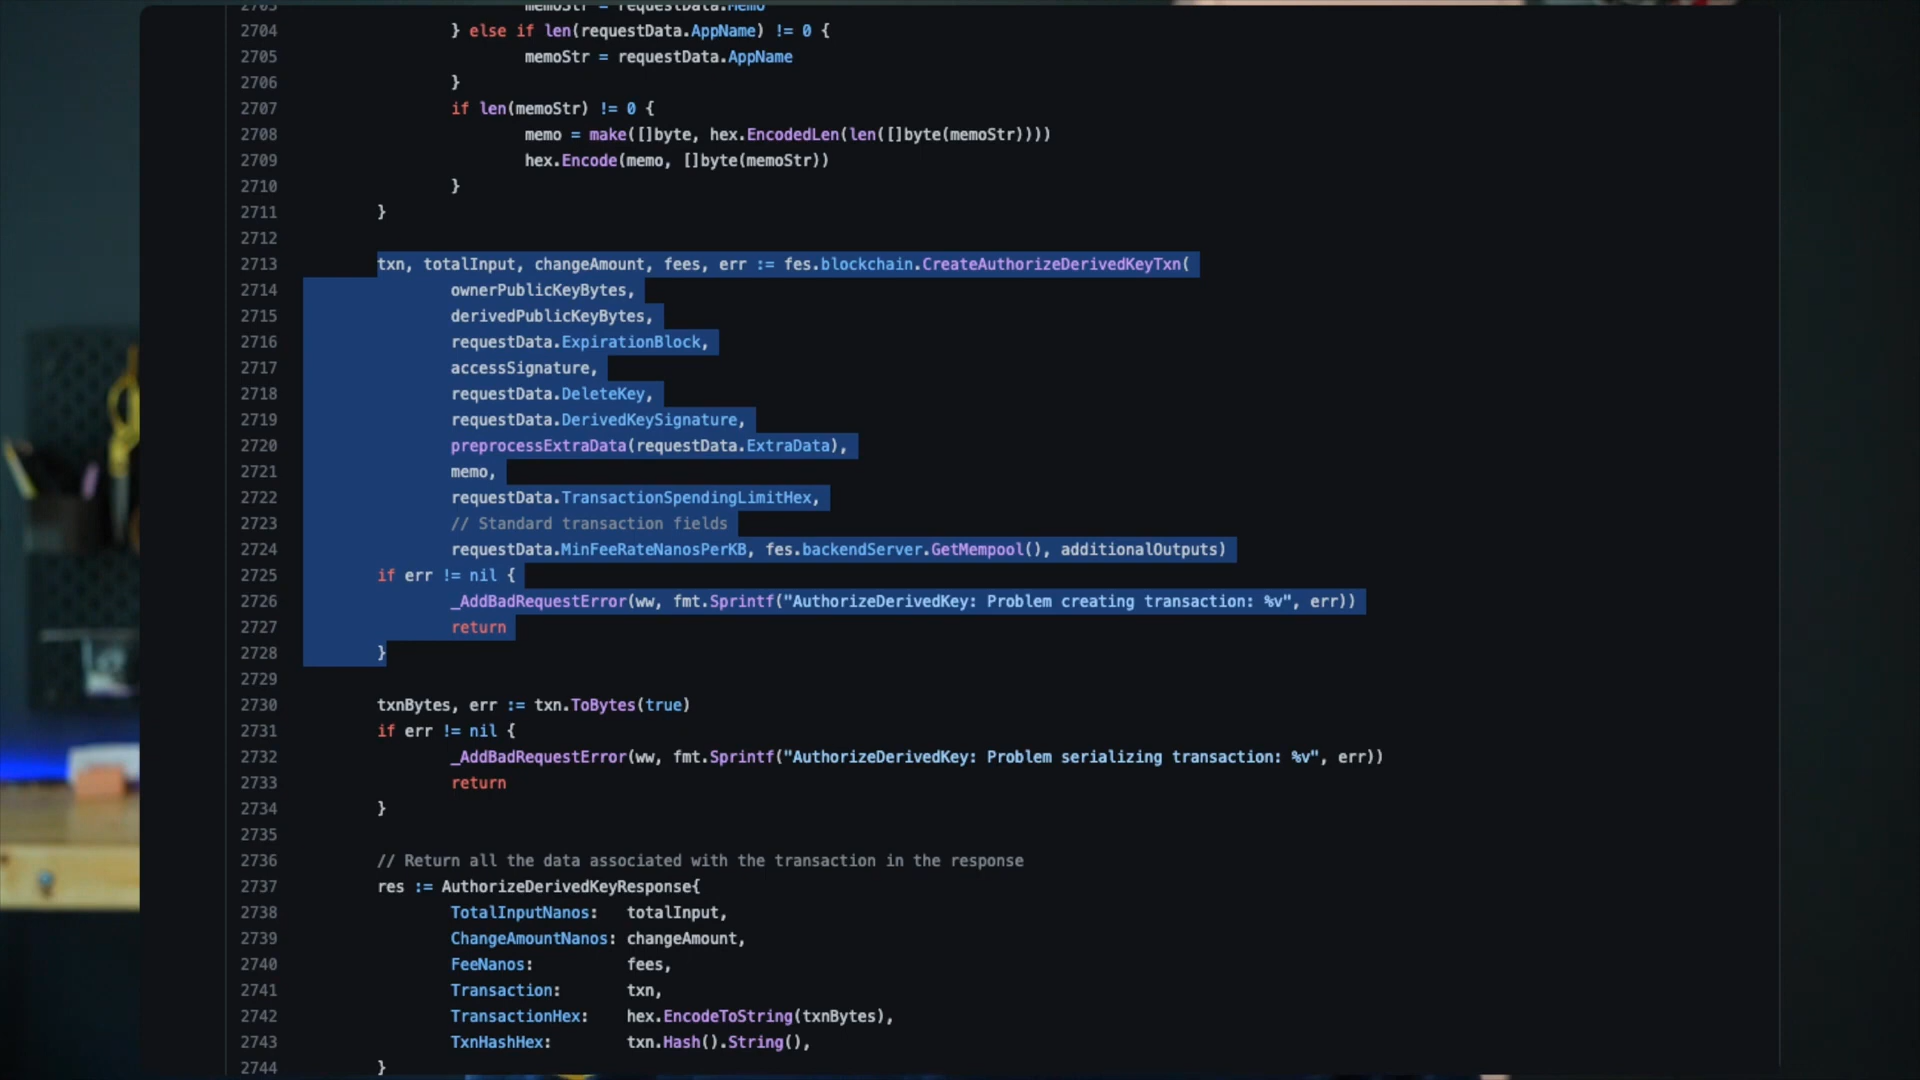 2703 memoStr = requestData.Memo
2704 } else if len(requestData.AppName) != 0 {
2705 memoStr = requestData.AppName
2706 }
2707 if len(memoStr) != 0 {
2708 memo = make([]byte, hex.EncodedLen(len([]byte(memoStr))))
2709 hex.Encode(memo, []byte(memoStr))
2710 }
2711 }
2712
2713 txn, totalInput, changeAmount, fees, err := fes.blockchain.CreateAuthorizeDerivedKeyTxn(
2714 ownerPublicKeyBytes,
2715 derivedPublicKeyBytes,
2716 requestData.ExpirationBlock,
2717 accessSignature,
2718 requestData.DeleteKey,
2719 requestData.DerivedKeySignature,
2720 preprocessExtraData(requestData.ExtraData),
2721 memo,
2722 requestData.TransactionSpendingLimitHex,
2723 // Standard transaction fields
2724 requestData.MinFeeRateNanosPerKB, fes.backendServer.GetMempool(), additionalOutputs)
2725 if err != nil {
2726 _AddBadRequestError(ww, fmt.Sprintf("AuthorizeDerivedKey: Problem creating transaction: %v", err))
2727 return
2728 }
2729
2730 txnBytes, err := txn.ToBytes(true)
2731 if err != nil {
2732 _AddBadRequestError(ww, fmt.Sprintf("AuthorizeDerivedKey: Problem serializing transaction: %v", err))
2733 return
2734 }
2735
2736 // Return all the data associated with the transaction in the response
2737 res := AuthorizeDerivedKeyResponse{
2738 TotalInputNanos: totalInput,
2739 ChangeAmountNanos: changeAmount,
2740 FeeNanos: fees,
2741 Transaction: txn,
2742 TransactionHex: hex.EncodeToString(txnBytes),
2743 TxnHashHex: txn.Hash().String(),
2744 }